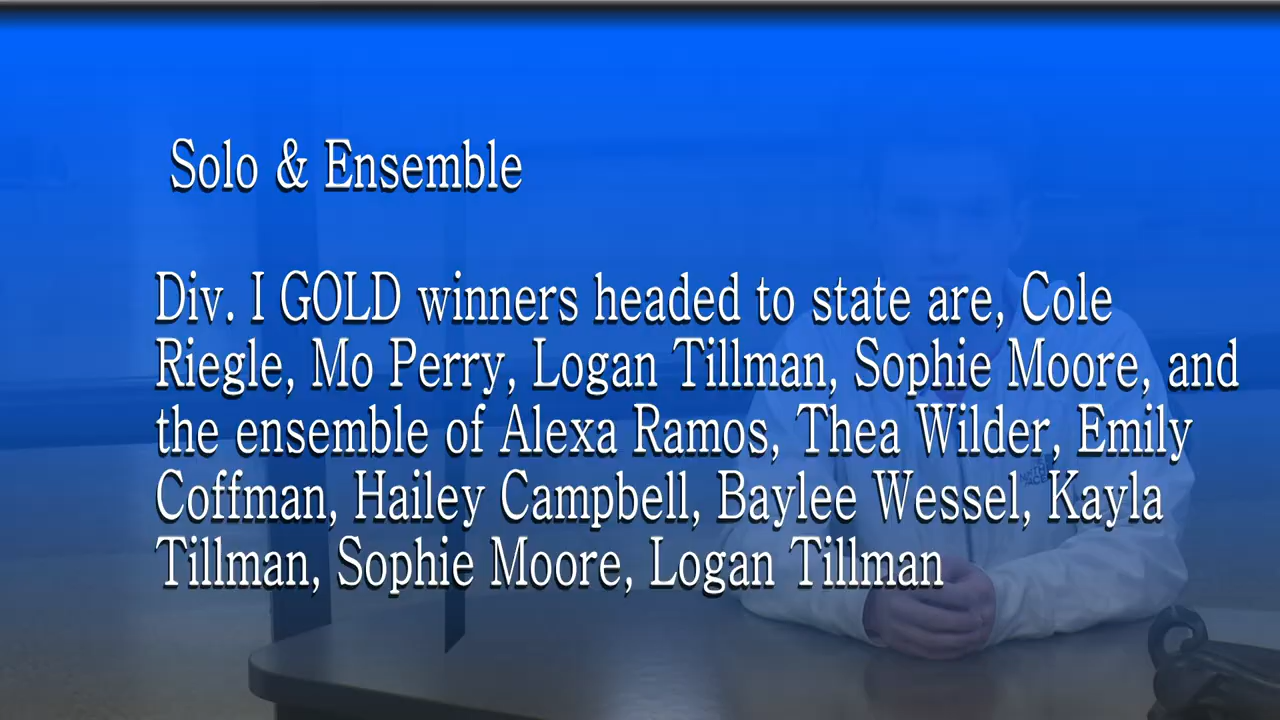 Solo & Ensemble
Div. I GOLD winners headed to state are, Cole
Riegle, Mo Perry, Logan Tillman, Sophie Moore, and
the ensemble of Alexa Ramos, Thea Wilder, Emily
Coffman, Hailey Campbell, Baylee Wessel, Kayla
Tillman, Sophie Moore, Logan Tillman